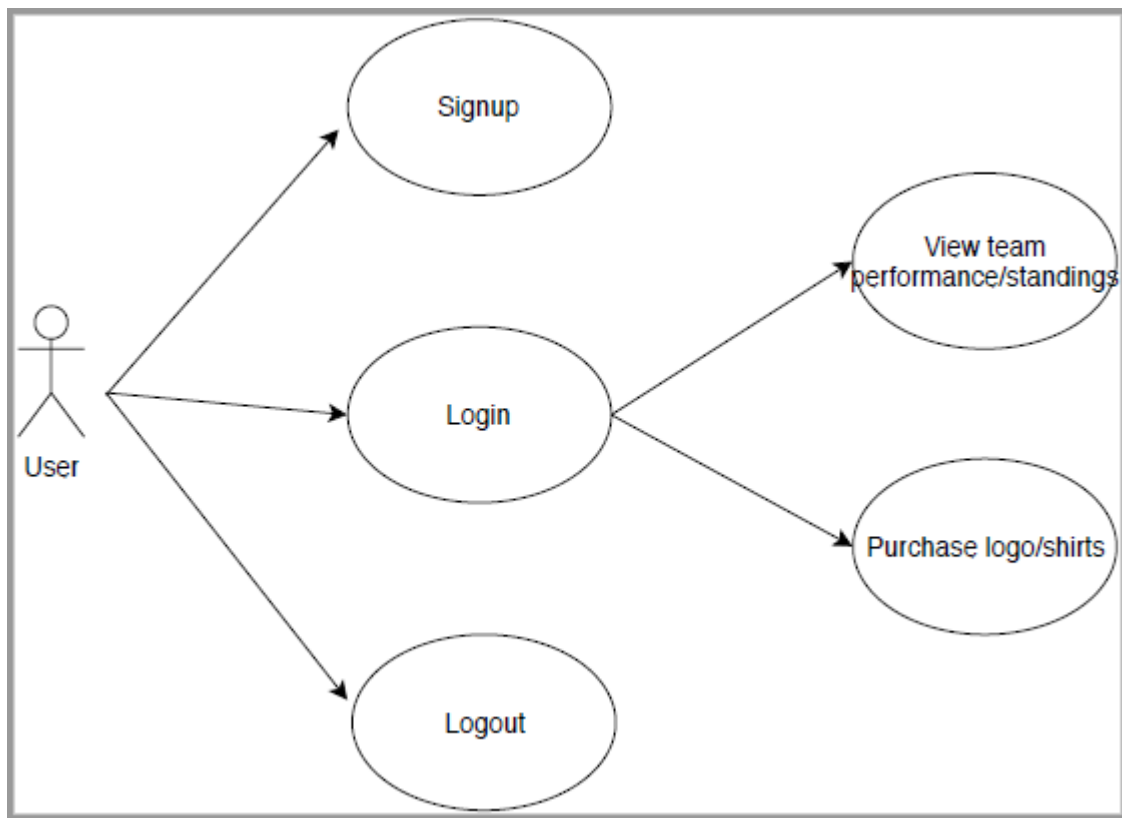 Signup
View team
performance/standings
Login
User
Purchase logo/shirts
Logout